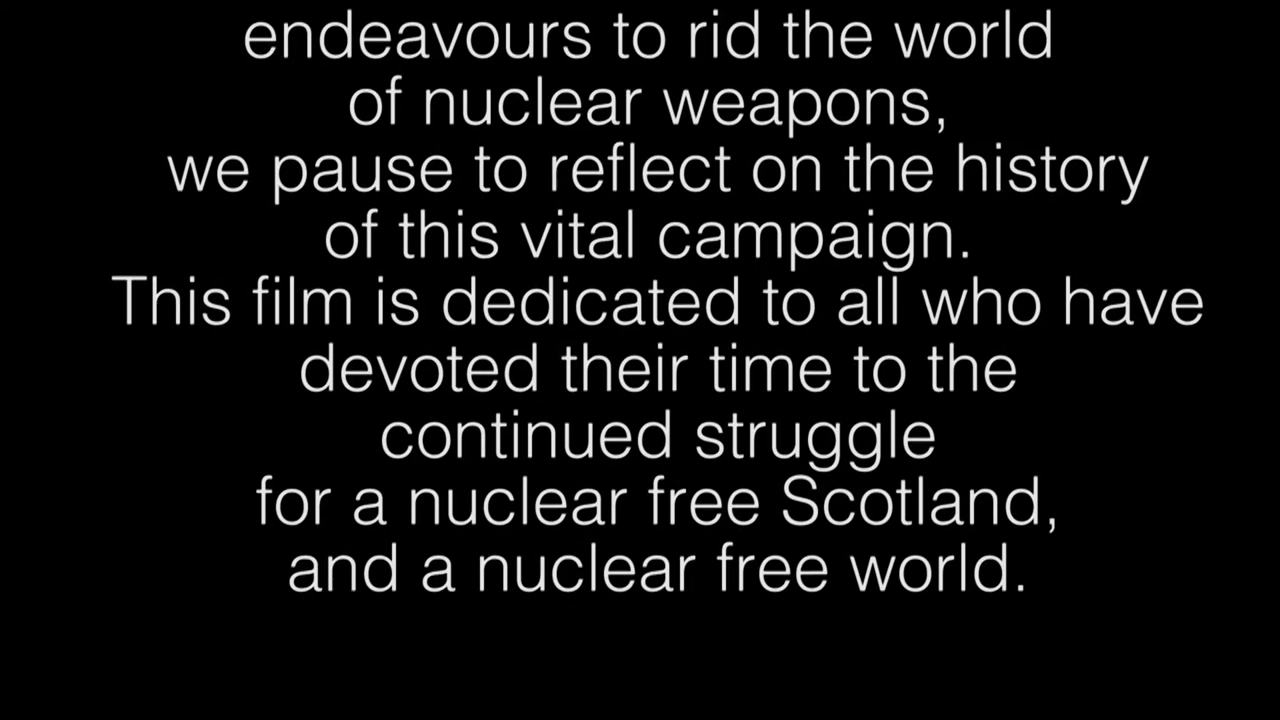 endeavours to rid the world
of nuclear weapons,
we pause to reflect on the history
of this vital campaign.
This film is dedicated to all who have
devoted their time to the
continued struggle
for a nuclear free Scotland,
and a nuclear free world.